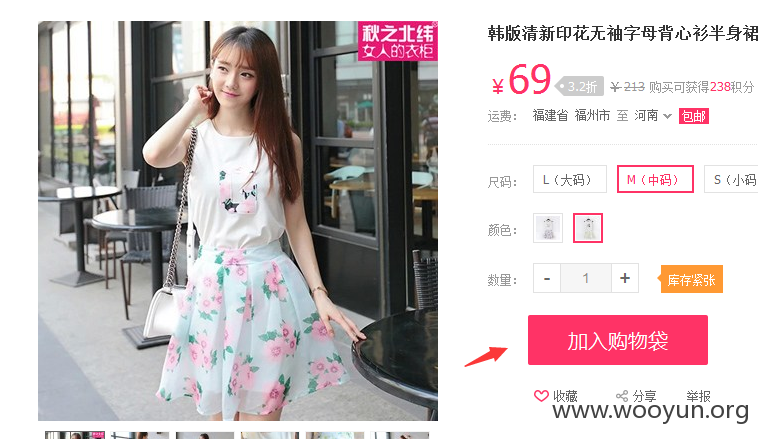 秋之北纬
女人的衣柜
韩版清新印花无袖字母背心衫半身裙
¥69 3.2折 ¥ 213 购买可获得238积分
运费： 福建省 福州市 至 河南 包邮
尺码： L（大码） M（中码） S（小码
颜色：
数量： - 1 + 库存紧张
加入购物袋
收藏 分享 举报
www.wooyun.org